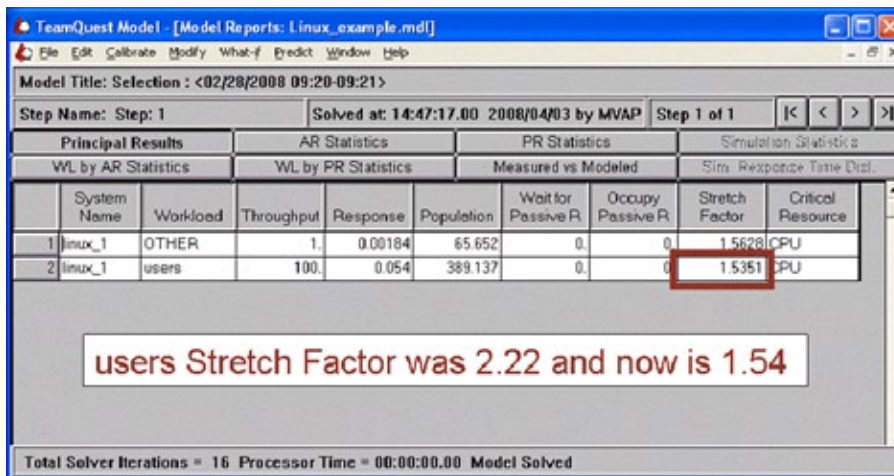 TeamQuest Model - [Model Reports: Linux_example.mdl]
File Edit Calibrate Modify What-if Predict Window Help
Model Title: Selection : <02/28/2008 09:20-09:21>
Step Name: Step: 1 Solved at: 14:47:17.00 2008/04/03 by MVAP Step 1 of 1 |< < > >|
Principal Results AR Statistics PR Statistics Simulation Statistics
WL by AR Statistics WL by PR Statistics Measured vs Modeled Sim. Response Time Dist.
System Name Workload Throughput Response Population Wait for Passive R Occupy Passive R Stretch Factor Critical Resource
1 linux_1 OTHER 1. 0.00184 65.652 0. 0. 1.5628 CPU
2 linux_1 users 100. 0.054 389.137 0. 0 1.5351 CPU
users Stretch Factor was 2.22 and now is 1.54
Total Solver Iterations = 16 Processor Time = 00:00:00.00 Model Solved